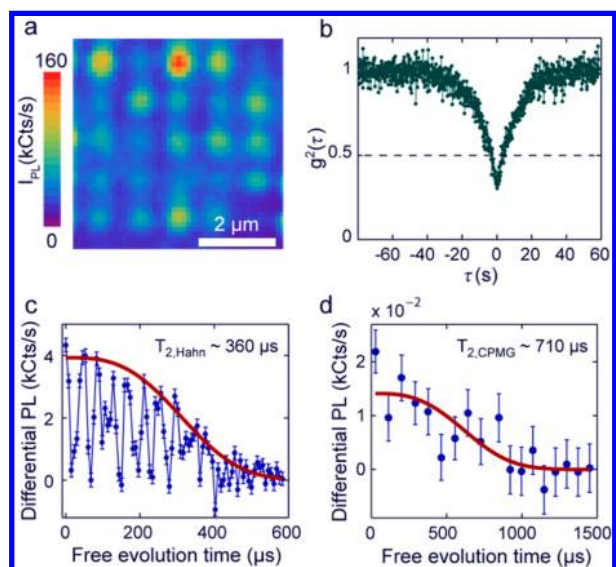 a
160
I_PL(kCts/s)
0
2 μm
b
g²(τ)
1
0.5
0
-60 -40 -20 0 20 40 60
τ(s)
c
T2,Hahn ~ 360 μs
Differential PL (kCts/s)
4
2
0
0 200 400 600
Free evolution time (μs)
d
x 10⁻²
T2,CPMG ~ 710 μs
Differential PL (kCts/s)
2
1
0
0 500 1000 1500
Free evolution time (μs)